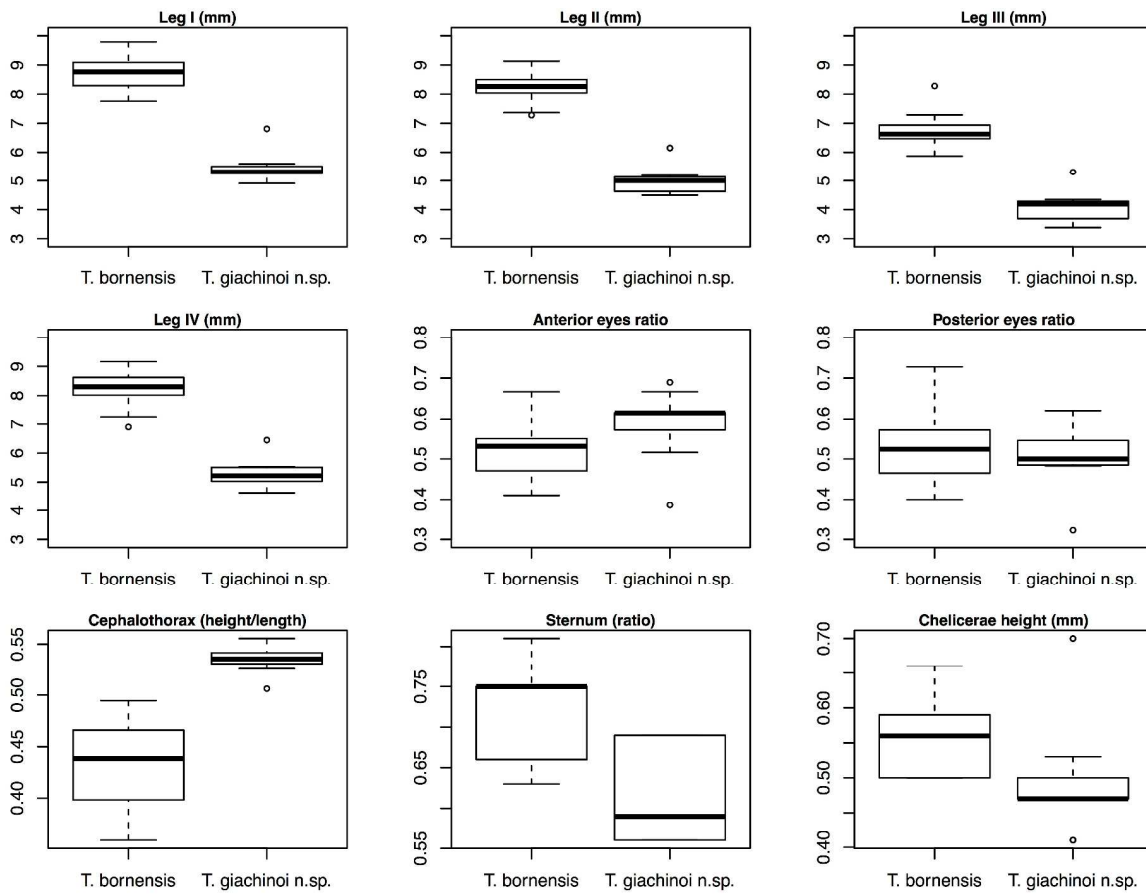 Leg I (mm)
9
8
7
6
5
4
3
T. bornensis T. giachinoi n.sp.
Leg II (mm)
9
8
7
6
5
4
3
T. bornensis T. giachinoi n.sp.
Leg III (mm)
9
8
7
6
5
4
3
T. bornensis T. giachinoi n.sp.
Leg IV (mm)
9
8
7
6
5
4
3
T. bornensis T. giachinoi n.sp.
Anterior eyes ratio
0.8
0.7
0.6
0.5
0.4
0.3
T. bornensis T. giachinoi n.sp.
Posterior eyes ratio
0.8
0.7
0.6
0.5
0.4
0.3
T. bornensis T. giachinoi n.sp.
Cephalothorax (height/length)
0.55
0.50
0.45
0.40
T. bornensis T. giachinoi n.sp.
Sternum (ratio)
0.75
0.65
0.55
T. bornensis T. giachinoi n.sp.
Chelicerae height (mm)
0.70
0.60
0.50
0.40
T. bornensis T. giachinoi n.sp.